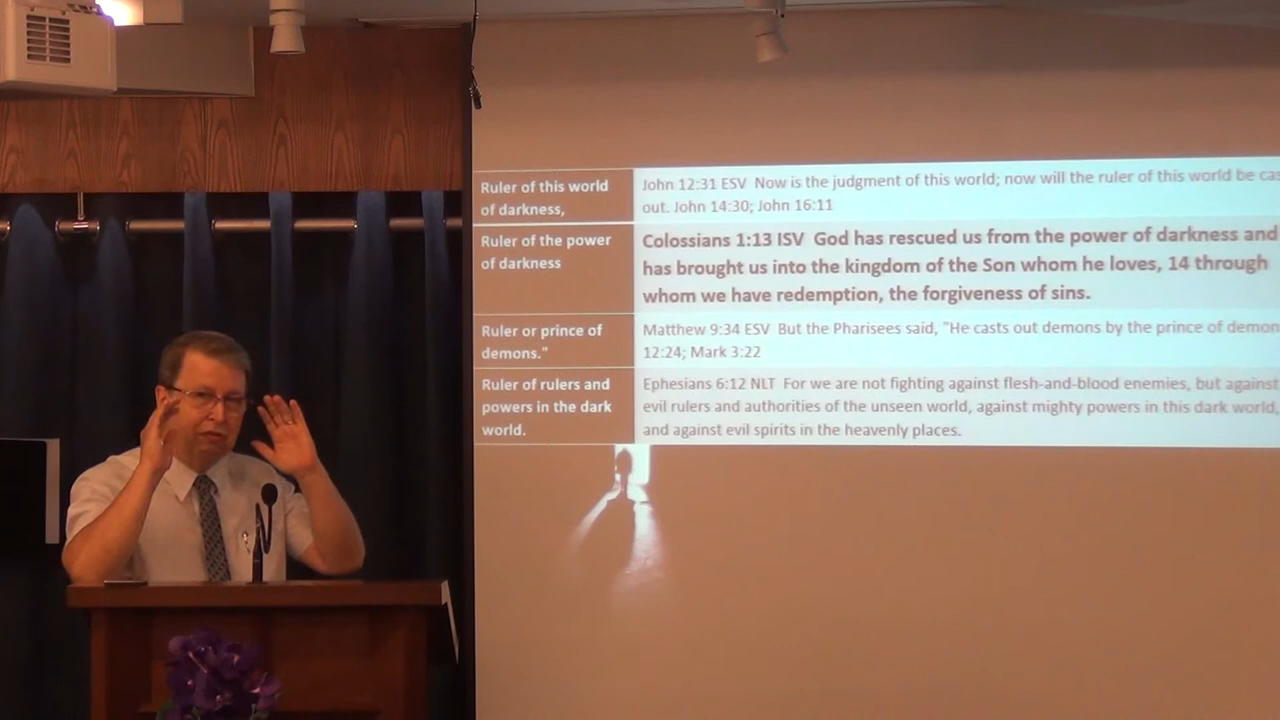 Ruler of this world
of darkness,
John 12:31 ESV Now is the judgment of this world; now will the ruler of this world be cas
out. John 14:30; John 16:11
Ruler of the power
of darkness
Colossians 1:13 ISV God has rescued us from the power of darkness and
has brought us into the kingdom of the Son whom he loves, 14 through
whom we have redemption, the forgiveness of sins.
Ruler or prince of
demons."
Matthew 9:34 ESV But the Pharisees said, "He casts out demons by the prince of demon
12:24; Mark 3:22
Ruler of rulers and
powers in the dark
world.
Ephesians 6:12 NLT For we are not fighting against flesh-and-blood enemies, but against
evil rulers and authorities of the unseen world, against mighty powers in this dark world,
and against evil spirits in the heavenly places.